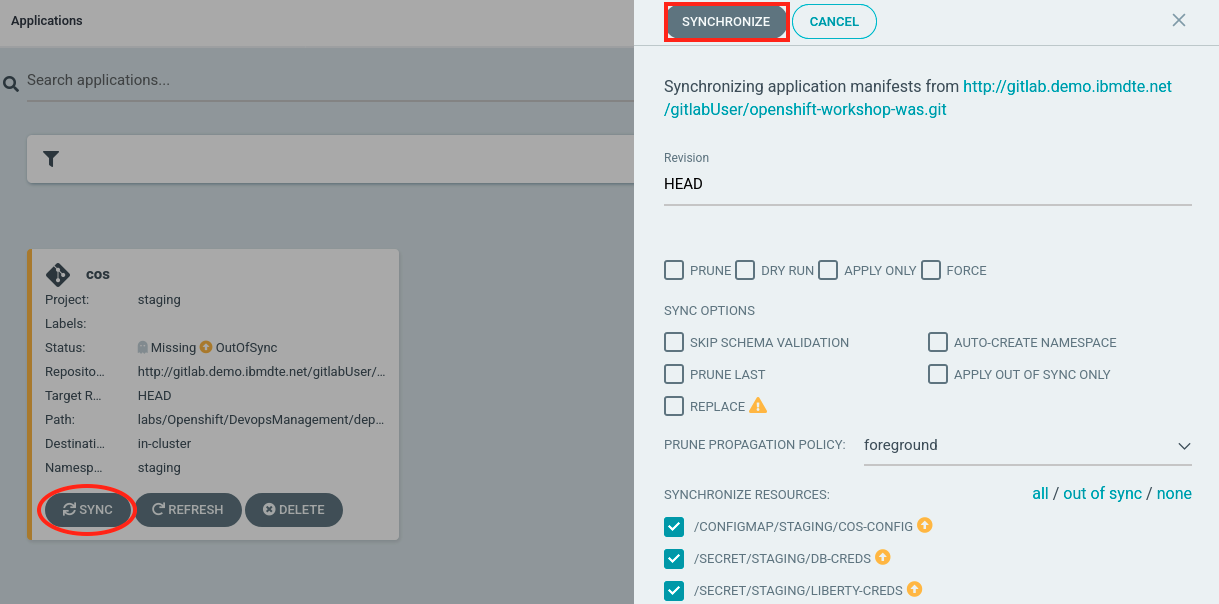 Applications
Search applications...
cos
Project: staging
Labels:
Status: Missing OutOfSync
Reposito... http://gitlab.demo.ibmdte.net/gitlabUser/...
Target R... HEAD
Path: labs/Openshift/DevopsManagement/dep...
Destinati... in-cluster
Namesp... staging
SYNC REFRESH DELETE
SYNCHRONIZE CANCEL
Synchronizing application manifests from http://gitlab.demo.ibmdte.net
/gitlabUser/openshift-workshop-was.git
Revision
HEAD
PRUNE DRY RUN APPLY ONLY FORCE
SYNC OPTIONS
SKIP SCHEMA VALIDATION AUTO-CREATE NAMESPACE
PRUNE LAST APPLY OUT OF SYNC ONLY
REPLACE
PRUNE PROPAGATION POLICY: foreground
SYNCHRONIZE RESOURCES: all / out of sync / none
/CONFIGMAP/STAGING/COS-CONFIG
/SECRET/STAGING/DB-CREDS
/SECRET/STAGING/LIBERTY-CREDS